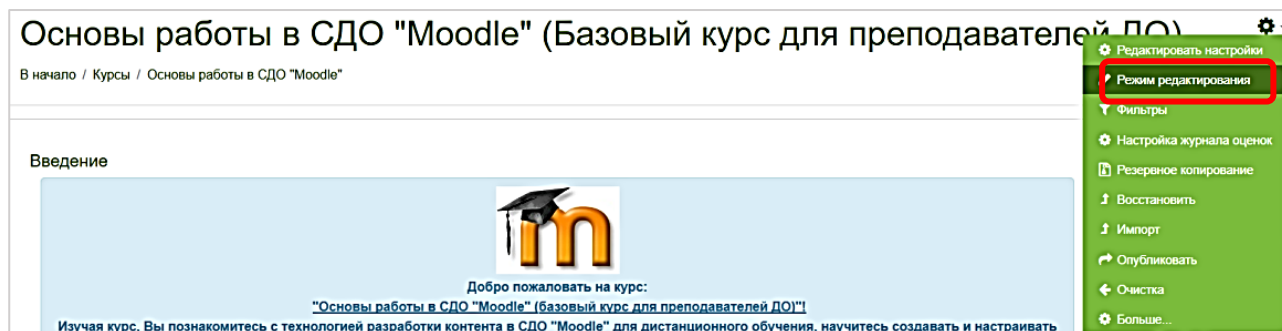 Основы работы в СДО "Moodle" (Базовый курс для преподавателей ДО)
В начало / Курсы / Основы работы в СДО "Moodle"
Редактировать настройки
Режим редактирования
Фильтры
Настройка журнала оценок
Резервное копирование
Восстановить
Импорт
Опубликовать
Очистка
Больше...
Введение
m
Добро пожаловать на курс:
"Основы работы в СДО "Moodle" (базовый курс для преподавателей ДО)"!
Изучая курс, Вы познакомитесь с технологией разработки контента в СДО "Moodle" для дистанционного обучения, научитесь создавать и настраивать